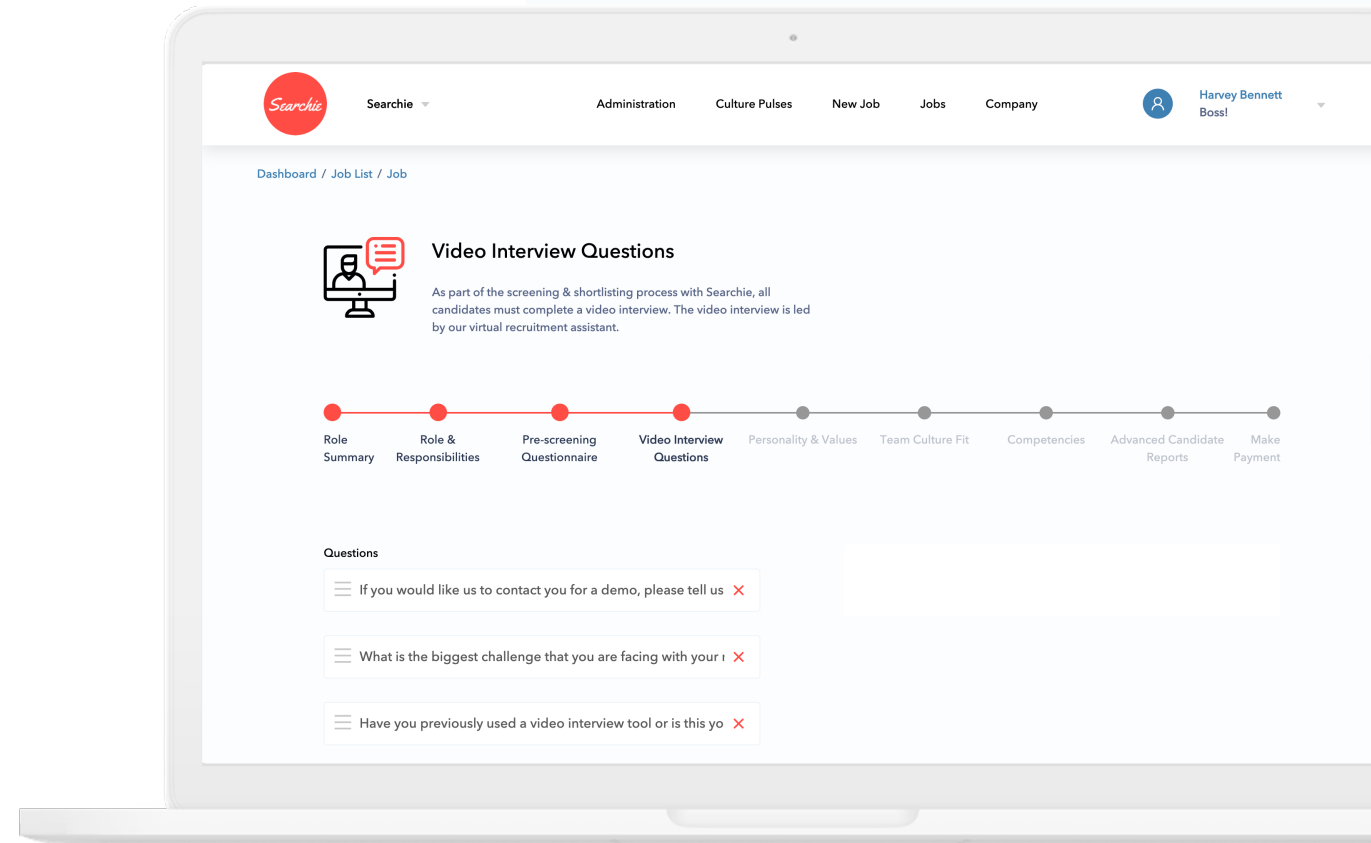 Searchie
Searchie
Administration
Culture Pulses
New Job
Jobs
Company
Harvey Bennett
Boss!
Dashboard / Job List / Job
Video Interview Questions
As part of the screening & shortlisting process with Searchie, all
candidates must complete a video interview. The video interview is led
by our virtual recruitment assistant.
Role
Summary
Role &
Responsibilities
Pre-screening
Questionnaire
Video Interview
Questions
Personality & Values
Team Culture Fit
Competencies
Advanced Candidate
Reports
Make
Payment
Questions
If you would like us to contact you for a demo, please tell us
What is the biggest challenge that you are facing with your
Have you previously used a video interview tool or is this yo